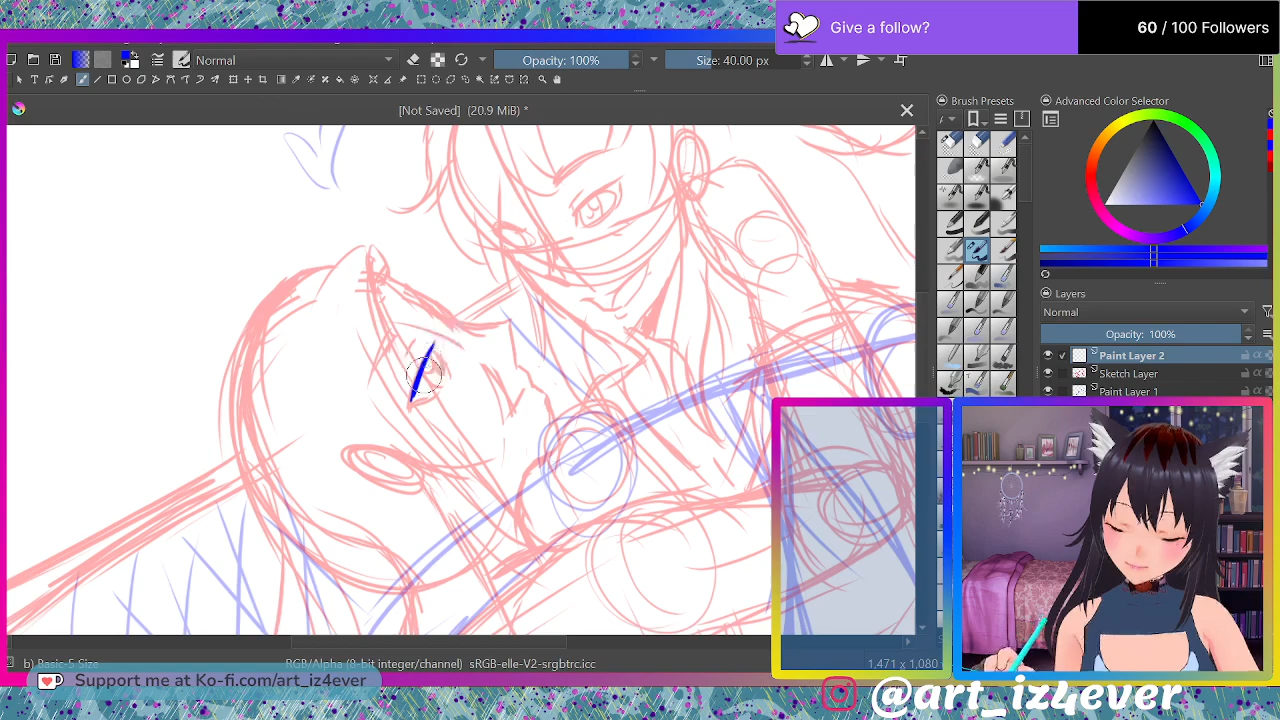 Give a follow?
60 / 100 Followers
Normal
Opacity: 100%
Size: 40.00 px
[Not Saved] (20.9 MiB) *
Brush Presets
Advanced Color Selector
Layers
Normal
Opacity: 100%
Paint Layer 2
Sketch Layer
Paint Layer 1
b) Basic-5 Size
RGB/Alpha (8-bit integer/channel) sRGB-elle-V2-srgbtrc.icc
1,471 x 1,080
Support me at Ko-fi.com/art_iz4ever
@art_iz4ever